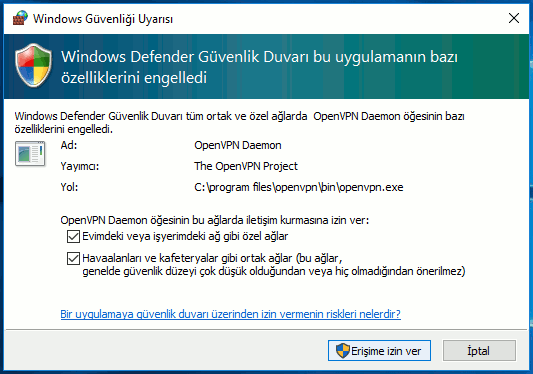 Windows Güvenliği Uyarısı
Windows Defender Güvenlik Duvarı bu uygulamanın bazı
özelliklerini engelledi
Windows Defender Güvenlik Duvarı tüm ortak ve özel ağlarda OpenVPN Daemon öğesinin bazı
özelliklerini engelledi.
Ad: OpenVPN Daemon
Yayımcı: The OpenVPN Project
Yol: C:\program files\openvpn\bin\openvpn.exe
OpenVPN Daemon öğesinin bu ağlarda iletişim kurmasına izin ver:
Evimdeki veya işyerimdeki ağ gibi özel ağlar
Havaalanları ve kafeteryalar gibi ortak ağlar (bu ağlar,
genelde güvenlik düzeyi çok düşük olduğundan veya hiç olmadığından önerilmez)
Bir uygulamaya güvenlik duvarı üzerinden izin vermenin riskleri nelerdir?
Erişime izin ver İptal